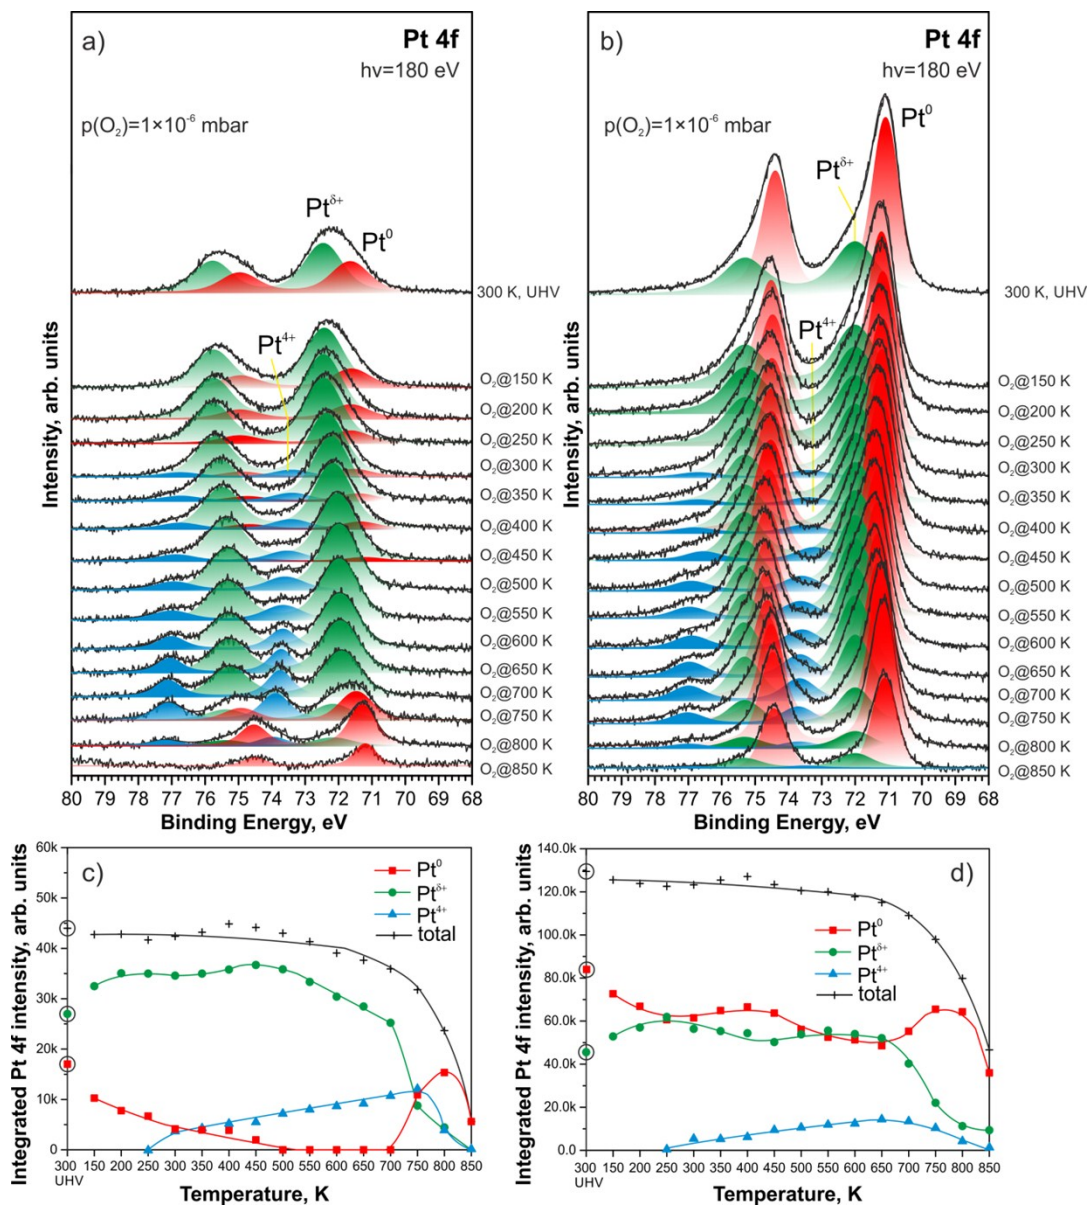 a)
Pt 4f
hν=180 eV
p(O₂)=1×10⁻⁶ mbar
Pt^δ+
Pt⁰
300 K, UHV
Pt⁴⁺
O₂@150 K
O₂@200 K
O₂@250 K
O₂@300 K
O₂@350 K
O₂@400 K
O₂@450 K
O₂@500 K
O₂@550 K
O₂@600 K
O₂@650 K
O₂@700 K
O₂@750 K
O₂@800 K
O₂@850 K
Intensity, arb. units
80 79 78 77 76 75 74 73 72 71 70 69 68
Binding Energy, eV
b)
Pt 4f
hν=180 eV
p(O₂)=1×10⁻⁶ mbar
Pt⁰
Pt^δ+
300 K, UHV
Pt⁴⁺
O₂@150 K
O₂@200 K
O₂@250 K
O₂@300 K
O₂@350 K
O₂@400 K
O₂@450 K
O₂@500 K
O₂@550 K
O₂@600 K
O₂@650 K
O₂@700 K
O₂@750 K
O₂@800 K
O₂@850 K
Intensity, arb. units
80 79 78 77 76 75 74 73 72 71 70 69 68
Binding Energy, eV
c)
Pt⁰
Pt^δ+
Pt⁴⁺
total
60k
50k
40k
30k
20k
10k
0
Integrated Pt 4f intensity, arb. units
300 150 200 250 300 350 400 450 500 550 600 650 700 750 800 850
UHV
Temperature, K
d)
Pt⁰
Pt^δ+
Pt⁴⁺
total
140.0k
120.0k
100.0k
80.0k
60.0k
40.0k
20.0k
0.0
Integrated Pt 4f intensity, arb. units
300 150 200 250 300 350 400 450 500 550 600 650 700 750 800 850
UHV
Temperature, K